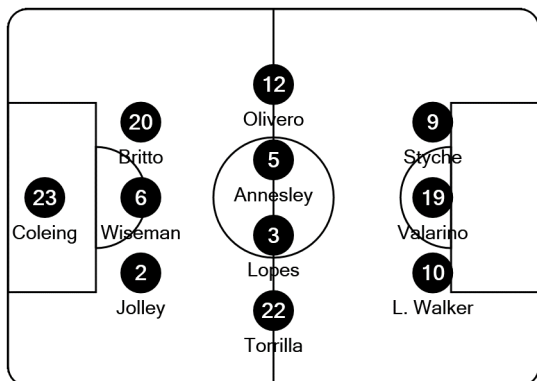 12
Olivero
20
Britto
9
Styche
5
Annesley
23
Coleing
6
Wiseman
19
Valarino
3
Lopes
2
Jolley
10
L. Walker
22
Torrilla